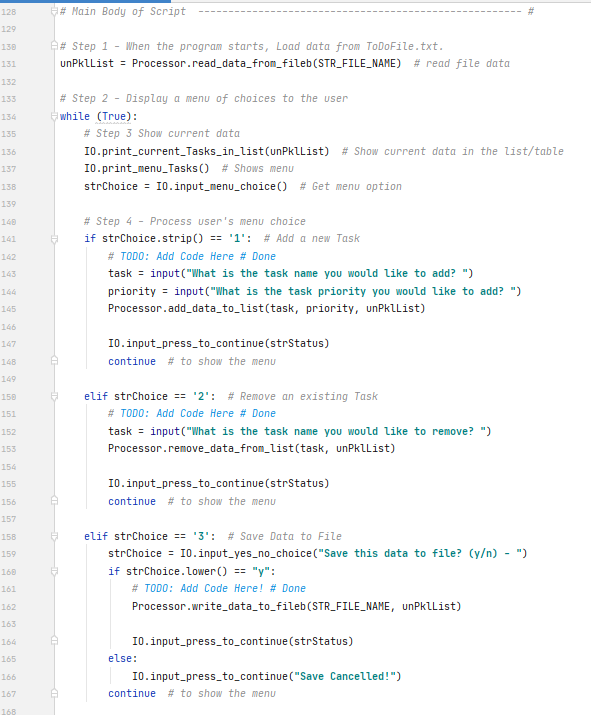 128 # Main Body of Script  ------------------------------------------------------ #
129
130 # Step 1 - When the program starts, Load data from ToDoFile.txt.
131 unPklList = Processor.read_data_from_fileb(STR_FILE_NAME)  # read file data
132
133 # Step 2 - Display a menu of choices to the user
134 while (True):
135     # Step 3 Show current data
136     IO.print_current_Tasks_in_list(unPklList)  # Show current data in the list/table
137     IO.print_menu_Tasks()  # Shows menu
138     strChoice = IO.input_menu_choice()  # Get menu option
139
140     # Step 4 - Process user's menu choice
141     if strChoice.strip() == '1':  # Add a new Task
142         # TODO: Add Code Here # Done
143         task = input("What is the task name you would like to add? ")
144         priority = input("What is the task priority you would like to add? ")
145         Processor.add_data_to_list(task, priority, unPklList)
146
147         IO.input_press_to_continue(strStatus)
148         continue  # to show the menu
149
150     elif strChoice == '2':  # Remove an existing Task
151         # TODO: Add Code Here # Done
152         task = input("What is the task name you would like to remove? ")
153         Processor.remove_data_from_list(task, unPklList)
154
155         IO.input_press_to_continue(strStatus)
156         continue  # to show the menu
157
158     elif strChoice == '3':  # Save Data to File
159         strChoice = IO.input_yes_no_choice("Save this data to file? (y/n) - ")
160         if strChoice.lower() == "y":
161             # TODO: Add Code Here! # Done
162             Processor.write_data_to_fileb(STR_FILE_NAME, unPklList)
163
164             IO.input_press_to_continue(strStatus)
165         else:
166             IO.input_press_to_continue("Save Cancelled!")
167         continue  # to show the menu
168